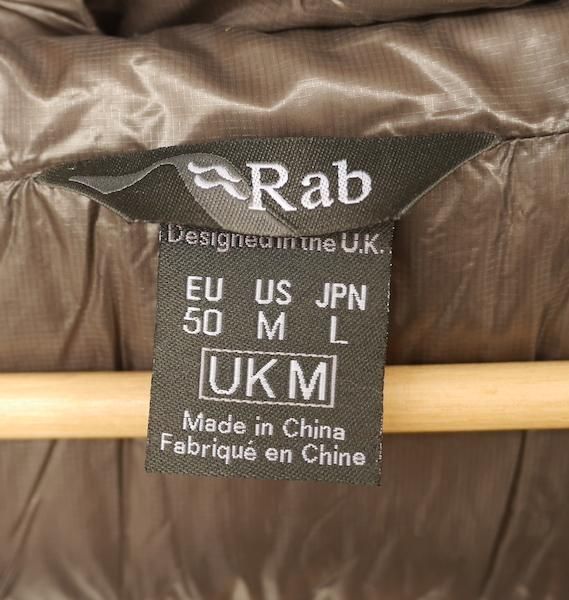 Rab
Designed in the U.K.
EU US JPN
50 M L
UK M
Made in China
Fabriqué en Chine